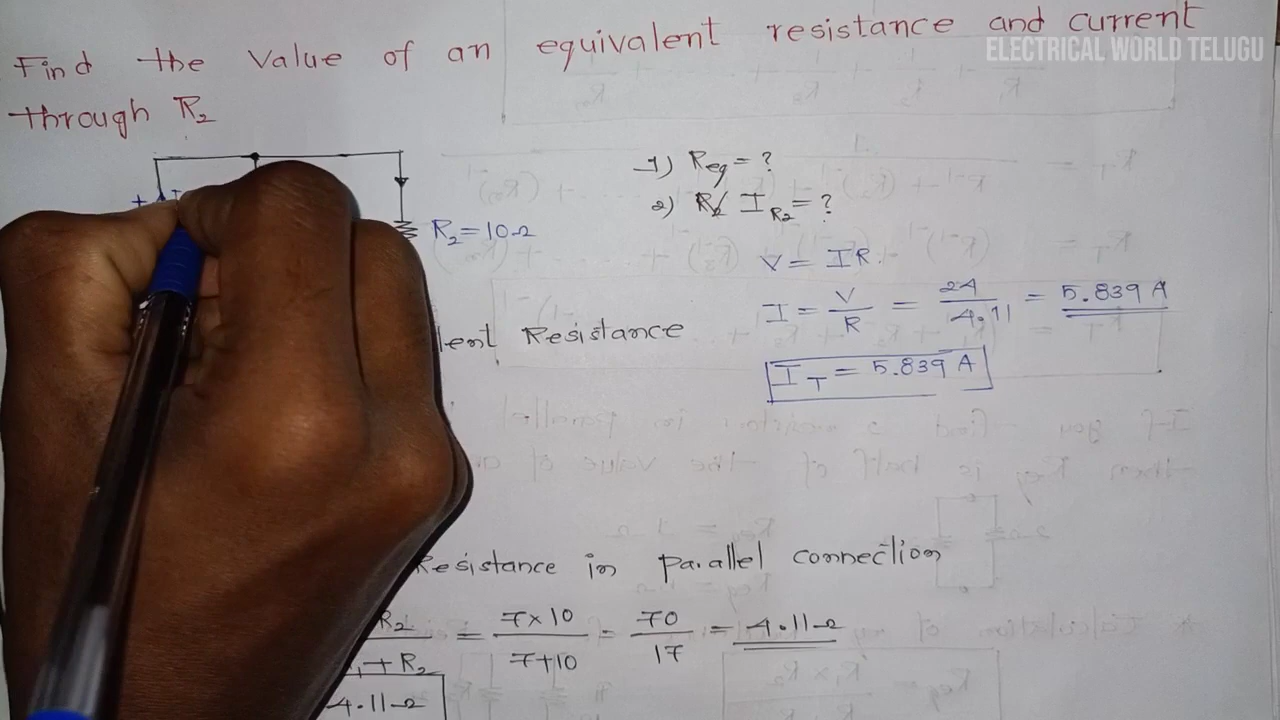 Find the Value of an equivalent resistance and current
ELECTRICAL WORLD TELUGU
through R₂
1) Req = ?
2) I R₂ = ?
+
R₂ = 10Ω
V = IR.
I = V/R = 24/4.11 = 5.839 A
lent Resistance
I T = 5.839 A
Resistance in parallel connection
R₂/₁ + R₂ = 7×10/7+10 = 70/17 = 4.11Ω
4.11Ω